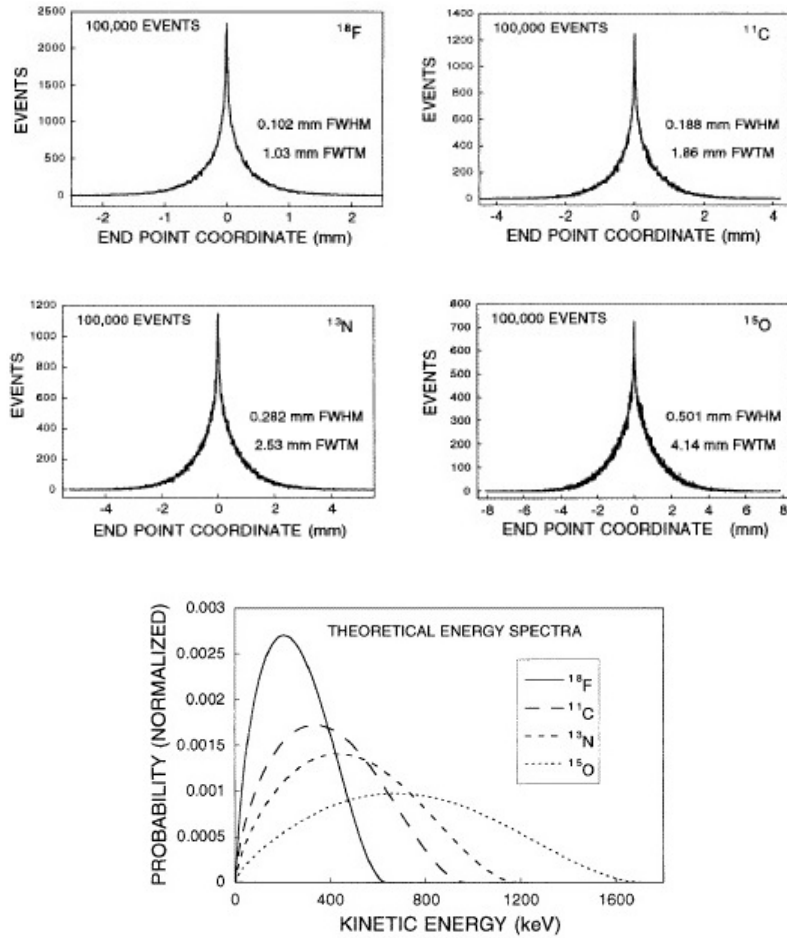 100,000 EVENTS
18F
0.102 mm FWHM
1.03 mm FWTM
EVENTS
2500
2000
1500
1000
500
0
-2
-1
0
1
2
END POINT COORDINATE (mm)
100,000 EVENTS
11C
0.188 mm FWHM
1.86 mm FWTM
EVENTS
1400
1200
1000
800
600
400
200
0
-4
-2
0
2
4
END POINT COORDINATE (mm)
100,000 EVENTS
13N
0.282 mm FWHM
2.53 mm FWTM
EVENTS
1200
1000
800
600
400
200
0
-4
-2
0
2
4
END POINT COORDINATE (mm)
100,000 EVENTS
15O
0.501 mm FWHM
4.14 mm FWTM
EVENTS
800
700
600
500
400
300
200
100
0
-8
-6
-4
-2
0
2
4
6
8
END POINT COORDINATE (mm)
THEORETICAL ENERGY SPECTRA
18F
11C
13N
15O
PROBABILITY (NORMALIZED)
0.003
0.0025
0.002
0.0015
0.001
0.0005
0
0
400
800
1200
1600
KINETIC ENERGY (keV)